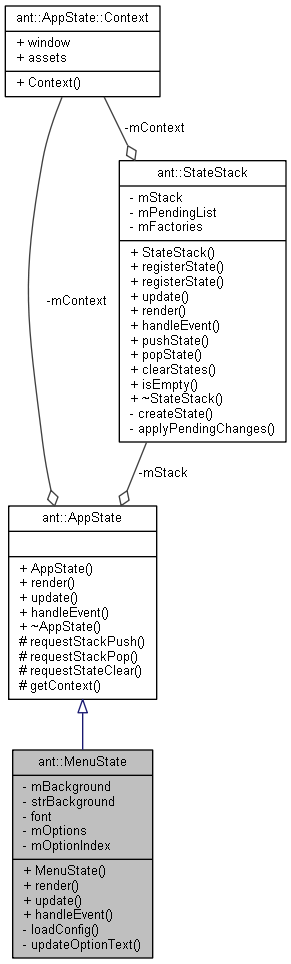 ant::AppState::Context
+ window
+ assets
+ Context()
-mContext
ant::StateStack
- mStack
- mPendingList
- mFactories
+ StateStack()
+ registerState()
+ registerState()
+ update()
+ render()
+ handleEvent()
+ pushState()
+ popState()
+ clearStates()
+ isEmpty()
+ ~StateStack()
- createState()
- applyPendingChanges()
-mContext
-mStack
ant::AppState
+ AppState()
+ render()
+ update()
+ handleEvent()
+ ~AppState()
# requestStackPush()
# requestStackPop()
# requestStateClear()
# getContext()
ant::MenuState
- mBackground
- strBackground
- font
- mOptions
- mOptionIndex
+ MenuState()
+ render()
+ update()
+ handleEvent()
- loadConfig()
- updateOptionText()